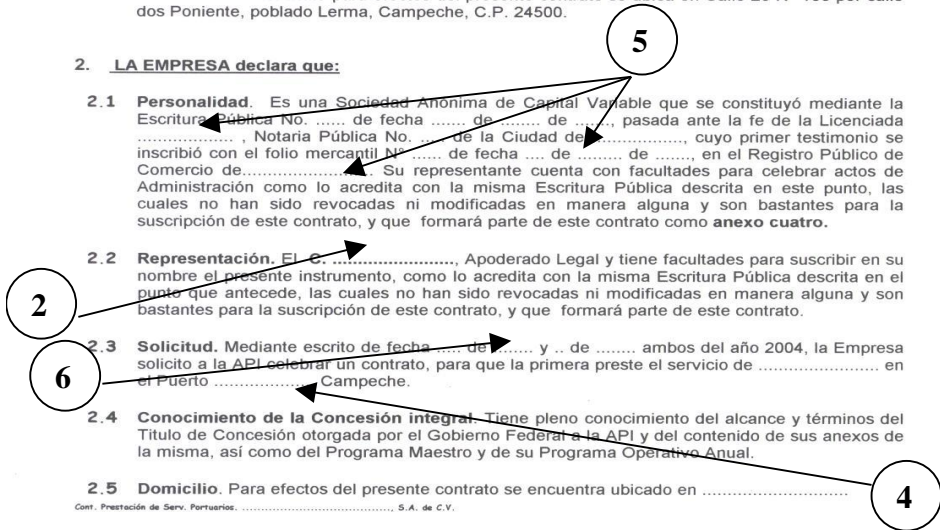 dos Poniente, poblado Lerma, Campeche, C.P. 24500.
5
2. LA EMPRESA declara que:
2.1 Personalidad. Es una Sociedad Anónima de Capital Variable que se constituyó mediante la
Escritura Pública No. ...... de fecha ...... de ........ de ......, pasada ante la fe de la Licenciada
.................. , Notaria Pública No. ..... de la Ciudad de .................., cuyo primer testimonio se
inscribió con el folio mercantil N° ...... de fecha .... de ......... de ......., en el Registro Público de
Comercio de........................ Su representante cuenta con facultades para celebrar actos de
Administración como lo acredita con la misma Escritura Pública descrita en este punto, las
cuales no han sido revocadas ni modificadas en manera alguna y son bastantes para la
suscripción de este contrato, y que formará parte de este contrato como anexo cuatro.
2.2 Representación. El C. ......................., Apoderado Legal y tiene facultades para suscribir en su
nombre el presente instrumento, como lo acredita con la misma Escritura Pública descrita en el
punto que antecede, las cuales no han sido revocadas ni modificadas en manera alguna y son
bastantes para la suscripción de este contrato, y que formará parte de este contrato.
2
2.3 Solicitud. Mediante escrito de fecha ..... de ........ y .. de ........ ambos del año 2004, la Empresa
solicito a la API celebrar un contrato, para que la primera preste el servicio de ....................... en
el Puerto ...................., Campeche.
6
2.4 Conocimiento de la Concesión integral. Tiene pleno conocimiento del alcance y términos del
Titulo de Concesión otorgada por el Gobierno Federal a la API y del contenido de sus anexos de
la misma, así como del Programa Maestro y de su Programa Operativo Anual.
2.5 Domicilio. Para efectos del presente contrato se encuentra ubicado en ...........................
4
Cont. Prestación de Serv. Portuarios. .........................................., S.A. de C.V.